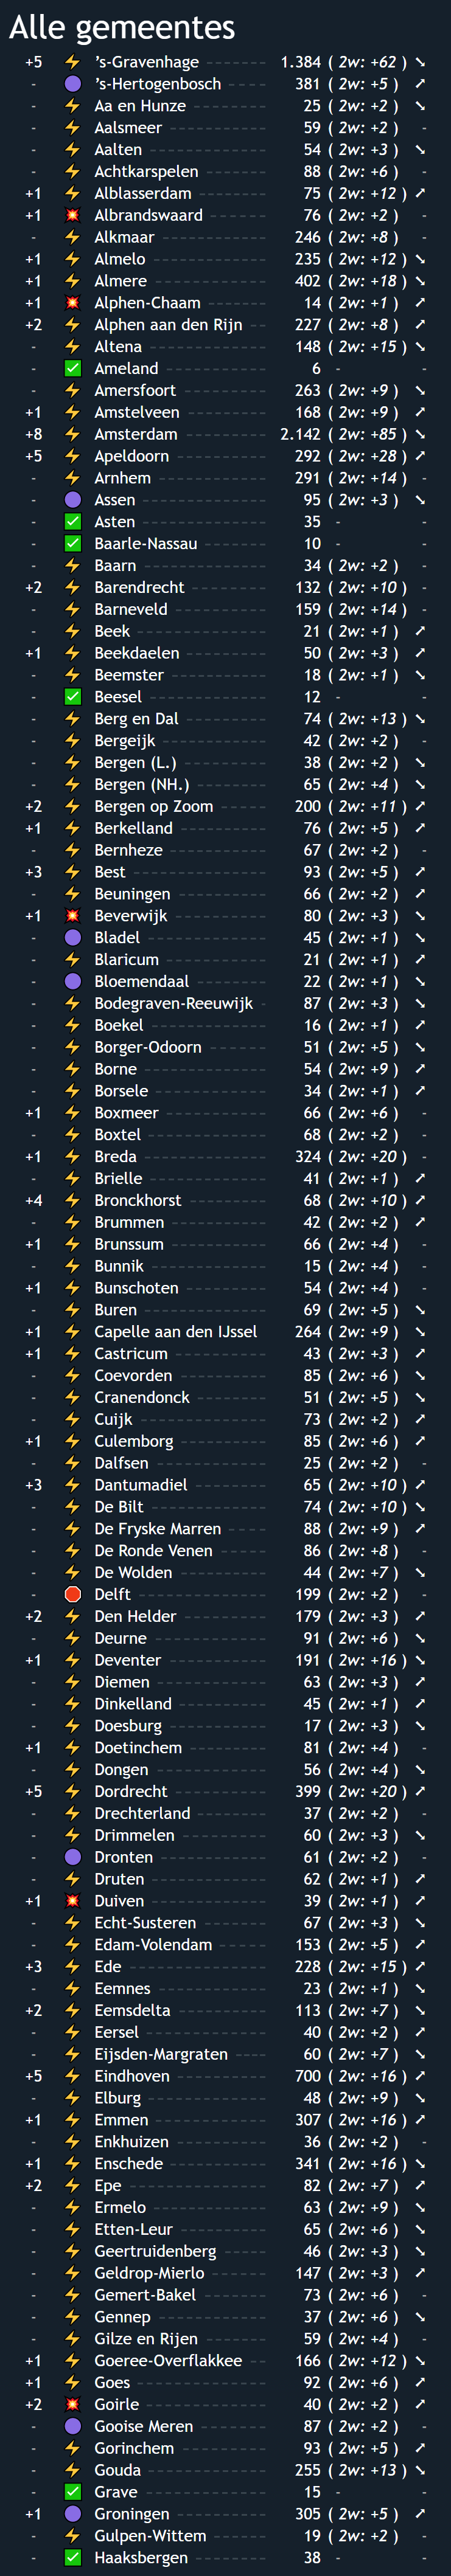 Alle gemeentes
+5 ⚡ ’s-Gravenhage ------- 1.384 ( 2w: +62 ) ➘
- 🟣 ’s-Hertogenbosch ----- 381 ( 2w: +5 ) ➚
- ⚡ Aa en Hunze 25 ( 2w: +2 ) ➘
- ⚡ Aalsmeer 59 ( 2w: +2 ) -
- ⚡ Aalten 54 ( 2w: +3 ) ➘
- ⚡ Achtkarspelen 88 ( 2w: +6 ) -
+1 ⚡ Alblasserdam 75 ( 2w: +12 ) ➚
+1 💥 Albrandswaard 76 ( 2w: +2 ) -
- ⚡ Alkmaar 246 ( 2w: +8 ) -
+1 ⚡ Almelo 235 ( 2w: +12 ) ➘
+1 ⚡ Almere 402 ( 2w: +18 ) ➘
+1 💥 Alphen-Chaam 14 ( 2w: +1 ) ➚
+2 ⚡ Alphen aan den Rijn 227 ( 2w: +8 ) ➚
- ⚡ Altena 148 ( 2w: +15 ) ➘
- ✅ Ameland 6 - -
- ⚡ Amersfoort 263 ( 2w: +9 ) ➘
+1 ⚡ Amstelveen 168 ( 2w: +9 ) ➚
+8 ⚡ Amsterdam 2.142 ( 2w: +85 ) ➘
+5 ⚡ Apeldoorn 292 ( 2w: +28 ) ➚
- ⚡ Arnhem 291 ( 2w: +14 ) -
- 🟣 Assen 95 ( 2w: +3 ) ➘
- ✅ Asten 35 - -
- ✅ Baarle-Nassau 10 - -
- ⚡ Baarn 34 ( 2w: +2 ) -
+2 ⚡ Barendrecht 132 ( 2w: +10 ) -
- ⚡ Barneveld 159 ( 2w: +14 ) -
- ⚡ Beek 21 ( 2w: +1 ) ➚
+1 ⚡ Beekdaelen 50 ( 2w: +3 ) ➚
- ⚡ Beemster 18 ( 2w: +1 ) ➘
- ✅ Beesel 12 - -
- ⚡ Berg en Dal 74 ( 2w: +13 ) ➘
- ⚡ Bergeijk 42 ( 2w: +2 ) -
- ⚡ Bergen (L.) 38 ( 2w: +2 ) ➘
- ⚡ Bergen (NH.) 65 ( 2w: +4 ) ➘
+2 ⚡ Bergen op Zoom 200 ( 2w: +11 ) ➚
+1 ⚡ Berkelland 76 ( 2w: +5 ) ➚
- ⚡ Bernheze 67 ( 2w: +2 ) -
+3 ⚡ Best 93 ( 2w: +5 ) ➚
- ⚡ Beuningen 66 ( 2w: +2 ) ➚
+1 💥 Beverwijk 80 ( 2w: +3 ) ➘
- 🟣 Bladel 45 ( 2w: +1 ) ➘
- ⚡ Blaricum 21 ( 2w: +1 ) ➚
- 🟣 Bloemendaal 22 ( 2w: +1 ) ➘
- ⚡ Bodegraven-Reeuwijk 87 ( 2w: +3 ) ➘
- ⚡ Boekel 16 ( 2w: +1 ) ➚
- ⚡ Borger-Odoorn 51 ( 2w: +5 ) ➘
- ⚡ Borne 54 ( 2w: +9 ) ➚
- ⚡ Borsele 34 ( 2w: +1 ) ➚
+1 ⚡ Boxmeer 66 ( 2w: +6 ) -
- ⚡ Boxtel 68 ( 2w: +2 ) -
+1 ⚡ Breda 324 ( 2w: +20 ) -
- ⚡ Brielle 41 ( 2w: +1 ) ➚
+4 ⚡ Bronckhorst 68 ( 2w: +10 ) ➚
- ⚡ Brummen 42 ( 2w: +2 ) ➚
+1 ⚡ Brunssum 66 ( 2w: +4 ) -
- ⚡ Bunnik 15 ( 2w: +4 ) -
+1 ⚡ Bunschoten 54 ( 2w: +4 ) -
- ⚡ Buren 69 ( 2w: +5 ) ➘
+1 ⚡ Capelle aan den IJssel 264 ( 2w: +9 ) ➘
+1 ⚡ Castricum 43 ( 2w: +3 ) ➚
- ⚡ Coevorden 85 ( 2w: +6 ) ➘
- ⚡ Cranendonck 51 ( 2w: +5 ) ➘
- ⚡ Cuijk 73 ( 2w: +2 ) ➚
+1 ⚡ Culemborg 85 ( 2w: +6 ) ➚
- ⚡ Dalfsen 25 ( 2w: +2 ) -
+3 ⚡ Dantumadiel 65 ( 2w: +10 ) ➚
- ⚡ De Bilt 74 ( 2w: +10 ) ➘
- ⚡ De Fryske Marren 88 ( 2w: +9 ) ➚
- ⚡ De Ronde Venen 86 ( 2w: +8 ) -
- ⚡ De Wolden 44 ( 2w: +7 ) ➘
- 🛑 Delft 199 ( 2w: +2 ) -
+2 ⚡ Den Helder 179 ( 2w: +3 ) ➚
- ⚡ Deurne 91 ( 2w: +6 ) ➘
+1 ⚡ Deventer 191 ( 2w: +16 ) ➘
- ⚡ Diemen 63 ( 2w: +3 ) ➚
- ⚡ Dinkelland 45 ( 2w: +1 ) ➚
- ⚡ Doesburg 17 ( 2w: +3 ) ➘
+1 ⚡ Doetinchem 81 ( 2w: +4 ) -
- ⚡ Dongen 56 ( 2w: +4 ) ➘
+5 ⚡ Dordrecht 399 ( 2w: +20 ) ➚
- ⚡ Drechterland 37 ( 2w: +2 ) -
- ⚡ Drimmelen 60 ( 2w: +3 ) ➘
- 🟣 Dronten 61 ( 2w: +2 ) -
- ⚡ Druten 62 ( 2w: +1 ) ➚
+1 💥 Duiven 39 ( 2w: +1 ) ➚
- ⚡ Echt-Susteren 67 ( 2w: +3 ) ➘
- ⚡ Edam-Volendam 153 ( 2w: +5 ) ➚
+3 ⚡ Ede 228 ( 2w: +15 ) ➚
- ⚡ Eemnes 23 ( 2w: +1 ) ➘
+2 ⚡ Eemsdelta 113 ( 2w: +7 ) ➘
- ⚡ Eersel 40 ( 2w: +2 ) ➚
- ⚡ Eijsden-Margraten 60 ( 2w: +7 ) ➘
+5 ⚡ Eindhoven 700 ( 2w: +16 ) ➚
- ⚡ Elburg 48 ( 2w: +9 ) ➘
+1 ⚡ Emmen 307 ( 2w: +16 ) ➚
- ⚡ Enkhuizen 36 ( 2w: +2 ) -
+1 ⚡ Enschede 341 ( 2w: +16 ) ➘
+2 ⚡ Epe 82 ( 2w: +7 ) ➚
- ⚡ Ermelo 63 ( 2w: +9 ) ➘
- ⚡ Etten-Leur 65 ( 2w: +6 ) ➘
- ⚡ Geertruidenberg 46 ( 2w: +3 ) ➘
- ⚡ Geldrop-Mierlo 147 ( 2w: +3 ) ➚
- ⚡ Gemert-Bakel 73 ( 2w: +6 ) -
- ⚡ Gennep 37 ( 2w: +6 ) ➘
- ⚡ Gilze en Rijen 59 ( 2w: +4 ) -
+1 ⚡ Goeree-Overflakkee 166 ( 2w: +12 ) ➘
+1 ⚡ Goes 92 ( 2w: +6 ) ➚
+2 💥 Goirle 40 ( 2w: +2 ) ➚
- 🟣 Gooise Meren 87 ( 2w: +2 ) -
- ⚡ Gorinchem 93 ( 2w: +5 ) ➚
- ⚡ Gouda 255 ( 2w: +13 ) ➘
- ✅ Grave 15 - -
+1 🟣 Groningen 305 ( 2w: +5 ) ➚
- ⚡ Gulpen-Wittem 19 ( 2w: +2 ) -
- ✅ Haaksbergen 38 - -